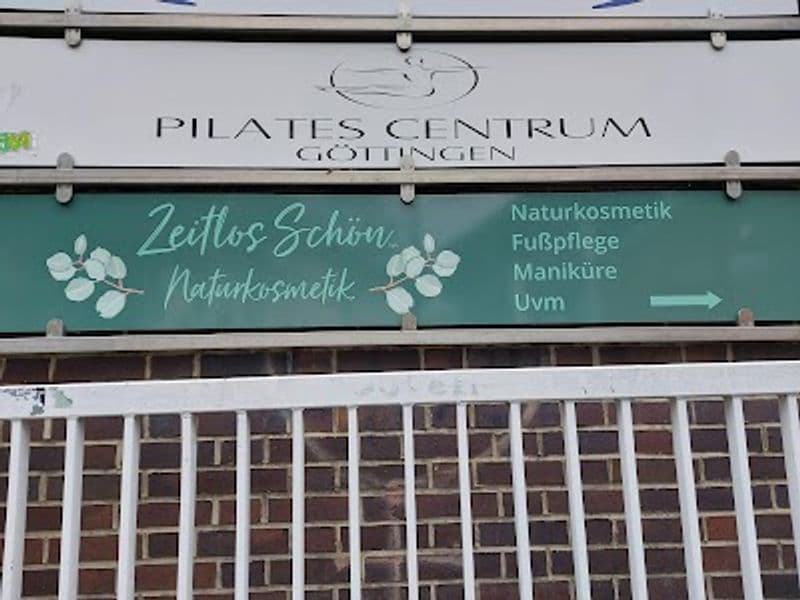 PILATES CENTRUM
GÖTTINGEN
Zeitlos Schön
Naturkosmetik
Naturkosmetik
Fußpflege
Maniküre
Uvm